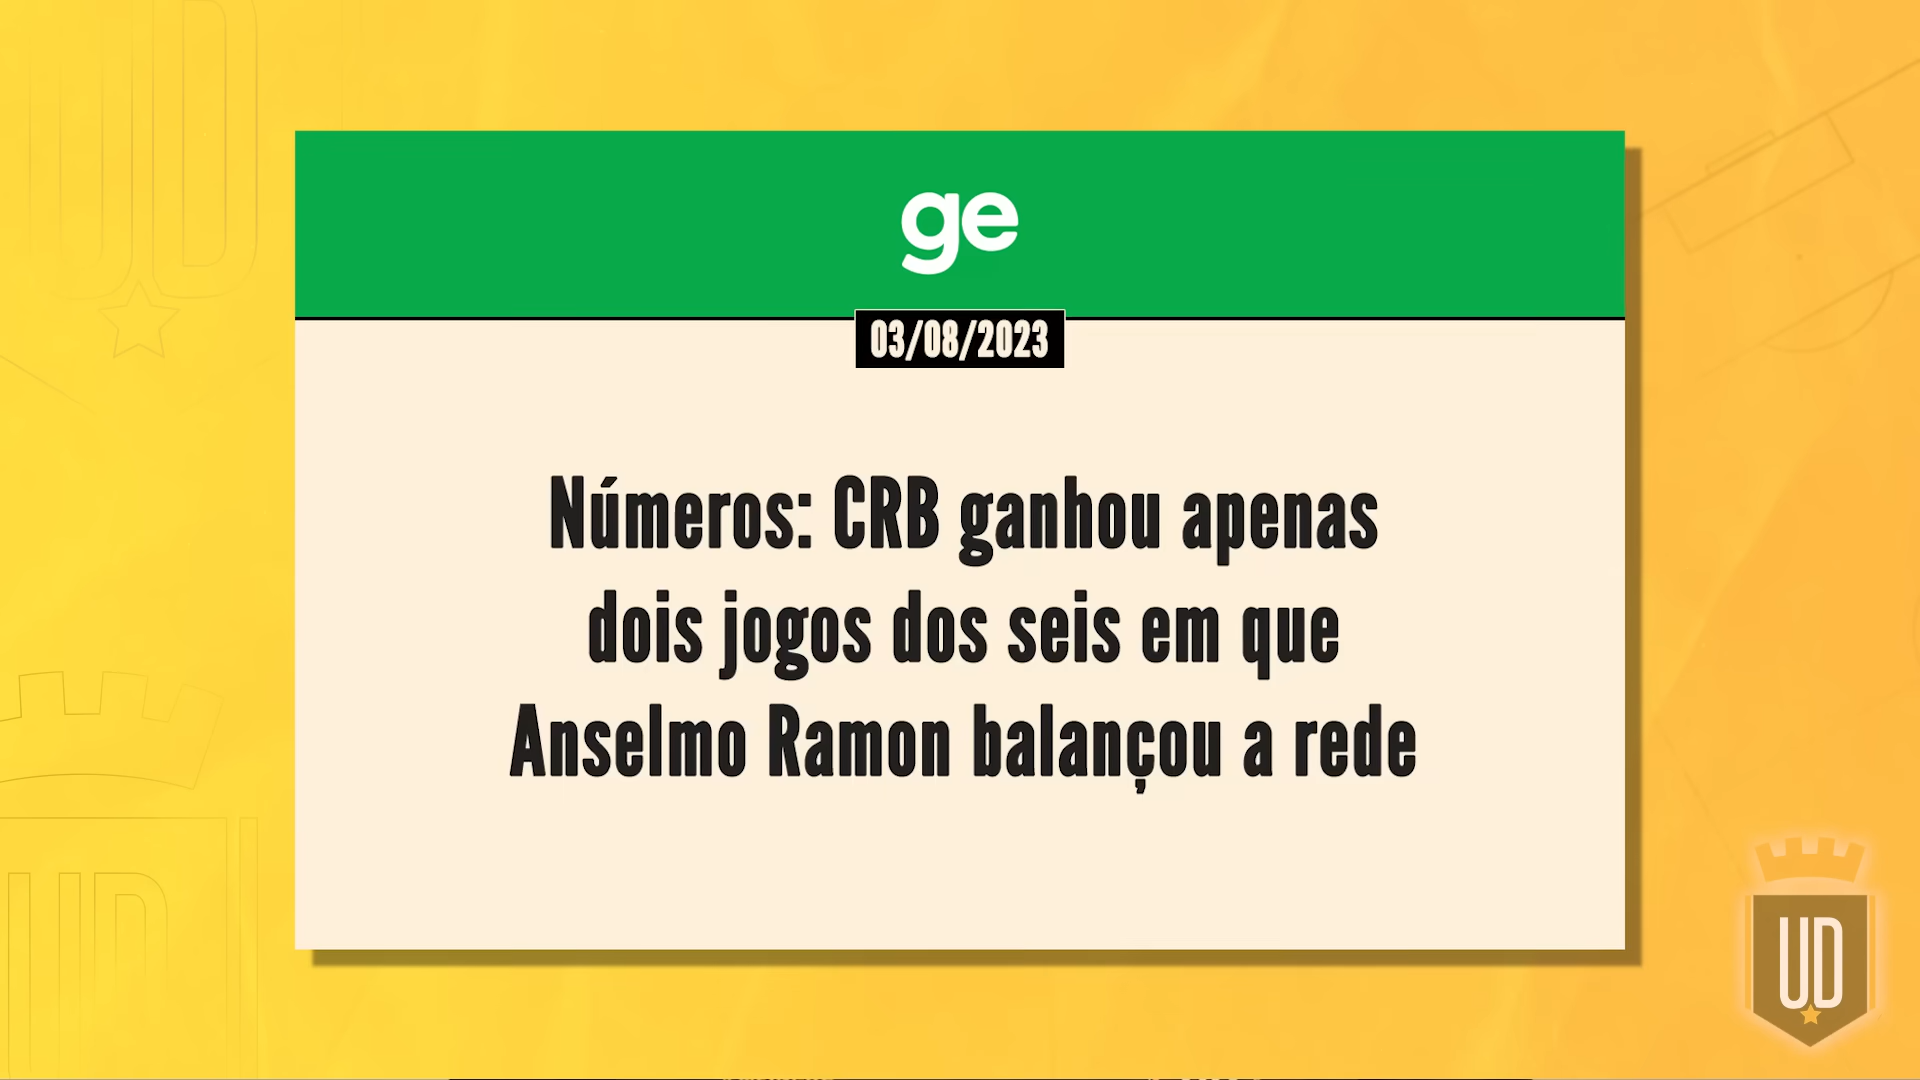 ge
03/08/2023
Números: CRB ganhou apenas
dois jogos dos seis em que
Anselmo Ramon balançou a rede
UD